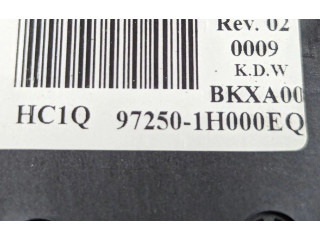 Rev. 02
0009
K.D.W
BKXA00
HC1Q 97250-1H000EQ